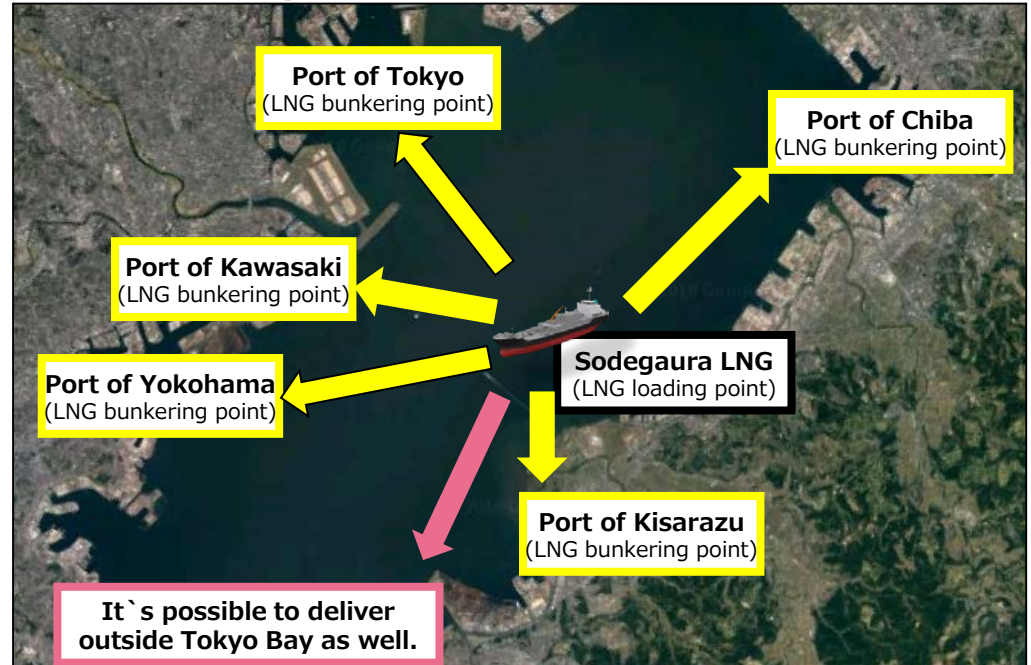 Port of Tokyo
(LNG bunkering point)
Port of Chiba
(LNG bunkering point)
Port of Kawasaki
(LNG bunkering point)
Sodegaura LNG
(LNG loading point)
Port of Yokohama
(LNG bunkering point)
Port of Kisarazu
(LNG bunkering point)
It`s possible to deliver
outside Tokyo Bay as well.